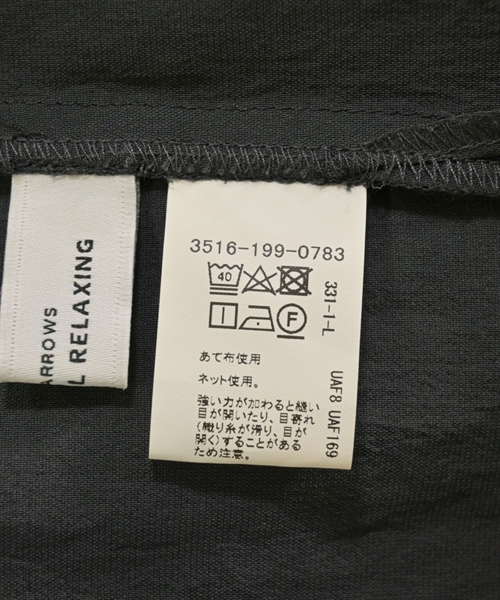 3516-199-0783
40
F
あて布使用
ネット使用。
強い力が加わると縫い
目が開いたり、目寄れ
(織り糸が滑り、目が
開く)することがある
ため注意。
331-1-L
UAF8 UAF169
ARROWS
L RELAXING